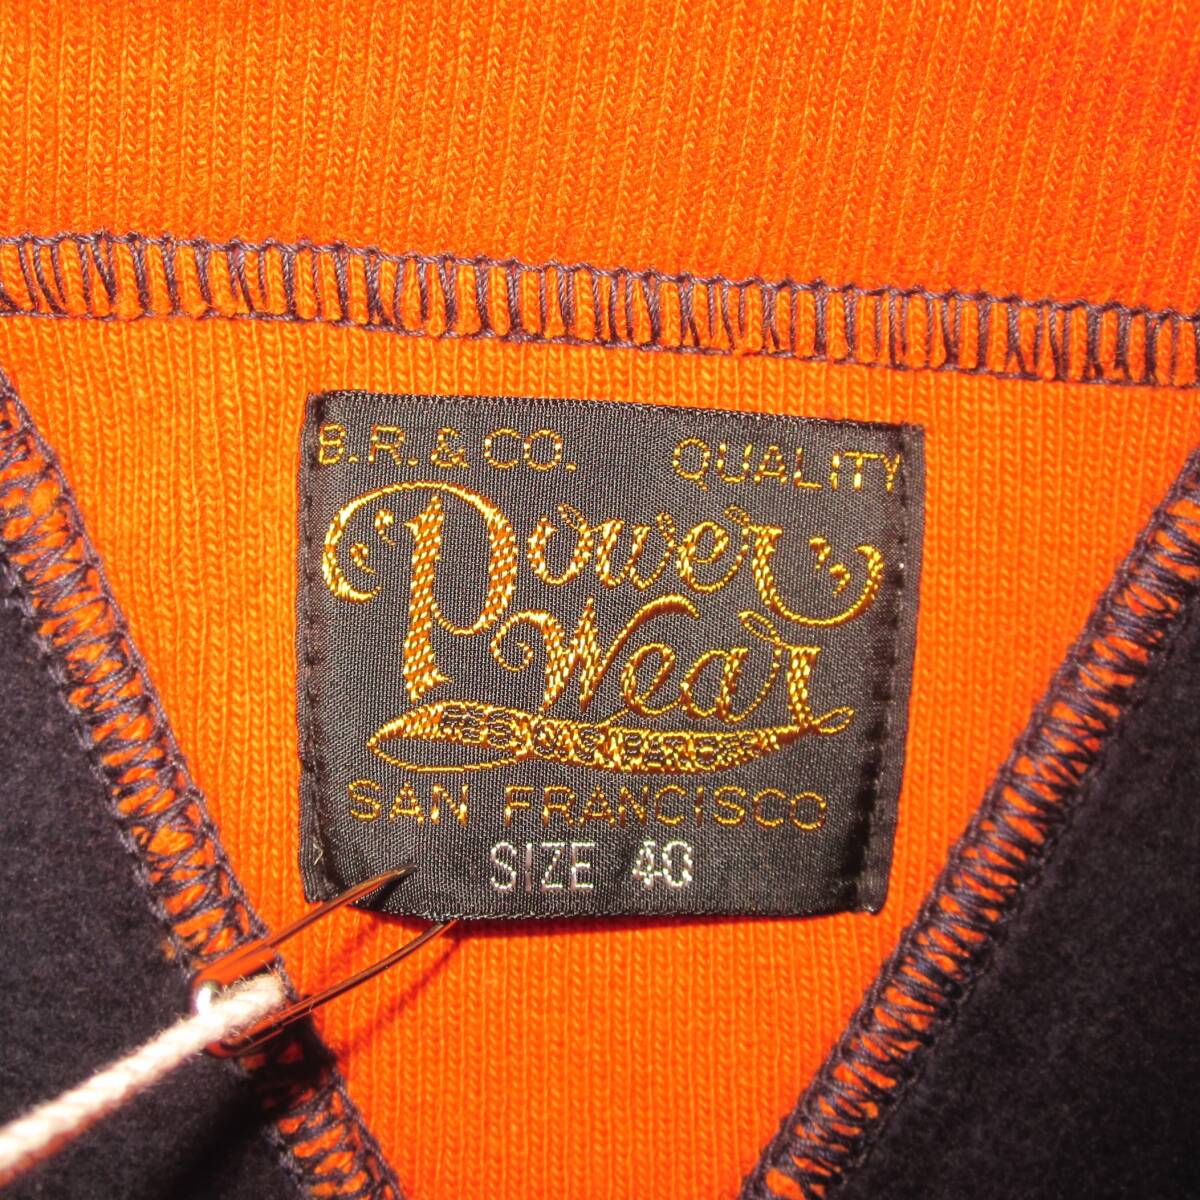 B.R.& CO. QUALITY
Power
Wear
SAN FRANCISCO
SIZE 40